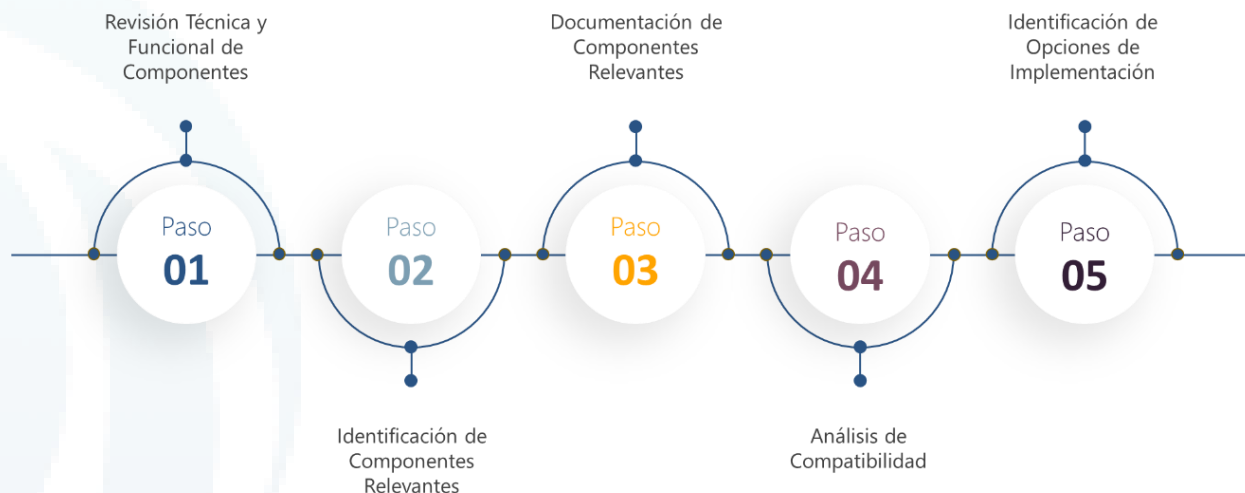 Revisión Técnica y
Funcional de
Componentes
Documentación de
Componentes
Relevantes
Identificación de
Opciones de
Implementación
Paso
01
Paso
02
Paso
03
Paso
04
Paso
05
Identificación de
Componentes
Relevantes
Análisis de
Compatibilidad